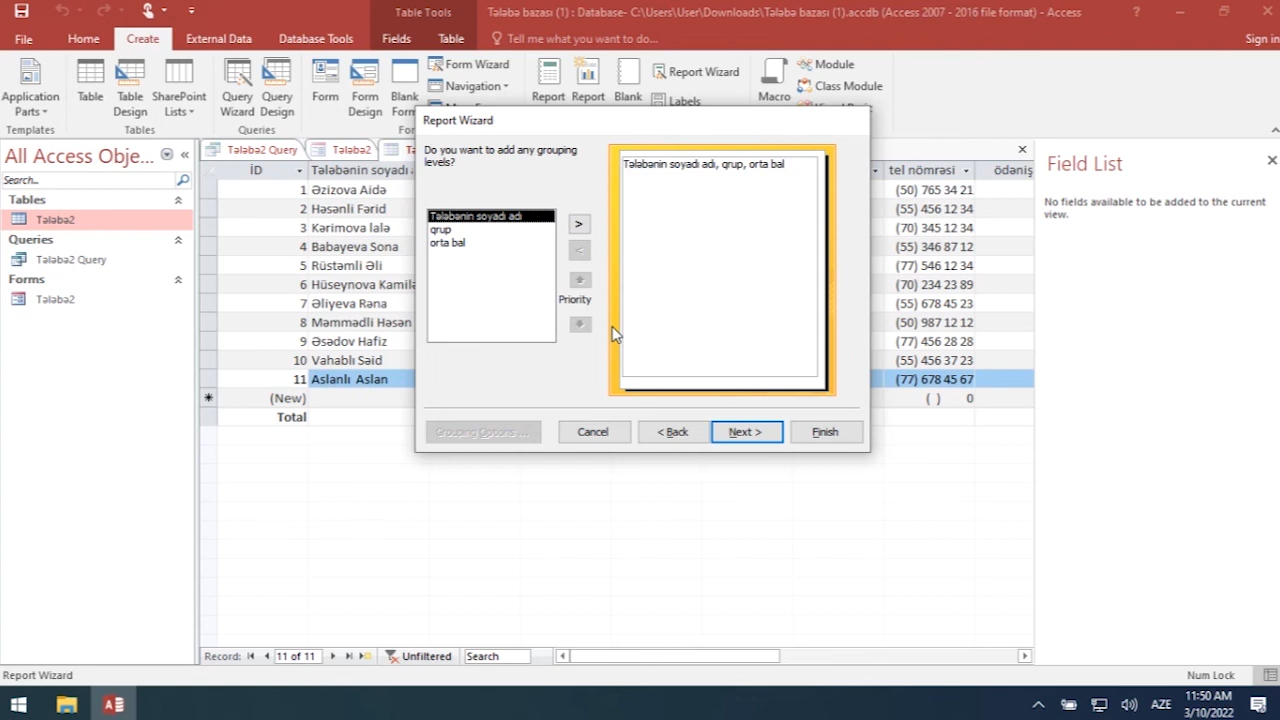 Table Tools
Tələbə bazası (1) : Database- C:\Users\User\Downloads\Tələbə bazası (1).accdb (Access 2007 - 2016 file format) - Access
?
File Home Create External Data Database Tools Fields Table Tell me what you want to do... Sign in
Application Parts
Table
Table Design
SharePoint Lists
Query Wizard
Query Design
Form
Form Design
Blank
Form Wizard
Navigation
Report
Report
Blank
Report Wizard
Labels
Macro
Module
Class Module
Templates
Tables
Queries
All Access Obje...
Search...
Tables
Tələbə2
Queries
Tələbə2 Query
Forms
Tələbə2
Tələbə2 Query
Tələbə2
İD Tələbənin soyadı tel nömrəsi ödəniş
1 Əzizova Aidə (50) 765 34 21
2 Həsənli Fərid (55) 456 12 34
3 Kərimova lalə (70) 345 12 34
4 Babayeva Sona (55) 346 87 12
5 Rüstəmli Əli (77) 546 12 34
6 Hüseynova Kamilə (70) 234 23 89
7 Əliyeva Rəna (55) 678 45 23
8 Məmmədli Həsən (50) 987 12 12
9 Əsədov Hafiz (77) 456 28 28
10 Vahablı Səid (55) 456 37 23
11 Aslanlı Aslan (77) 678 45 67
(New) ( ) 0
Total
Report Wizard
Do you want to add any grouping
levels?
Tələbənin soyadı adı
qrup
orta bal
>
<
Priority
Tələbənin soyadı adı, qrup, orta bal
Grouping Options ...
Cancel
< Back
Next >
Finish
Field List
No fields available to be added to the current
view.
Record: 11 of 11 Unfiltered Search
Report Wizard
Num Lock
AZE
11:50 AM
3/10/2022